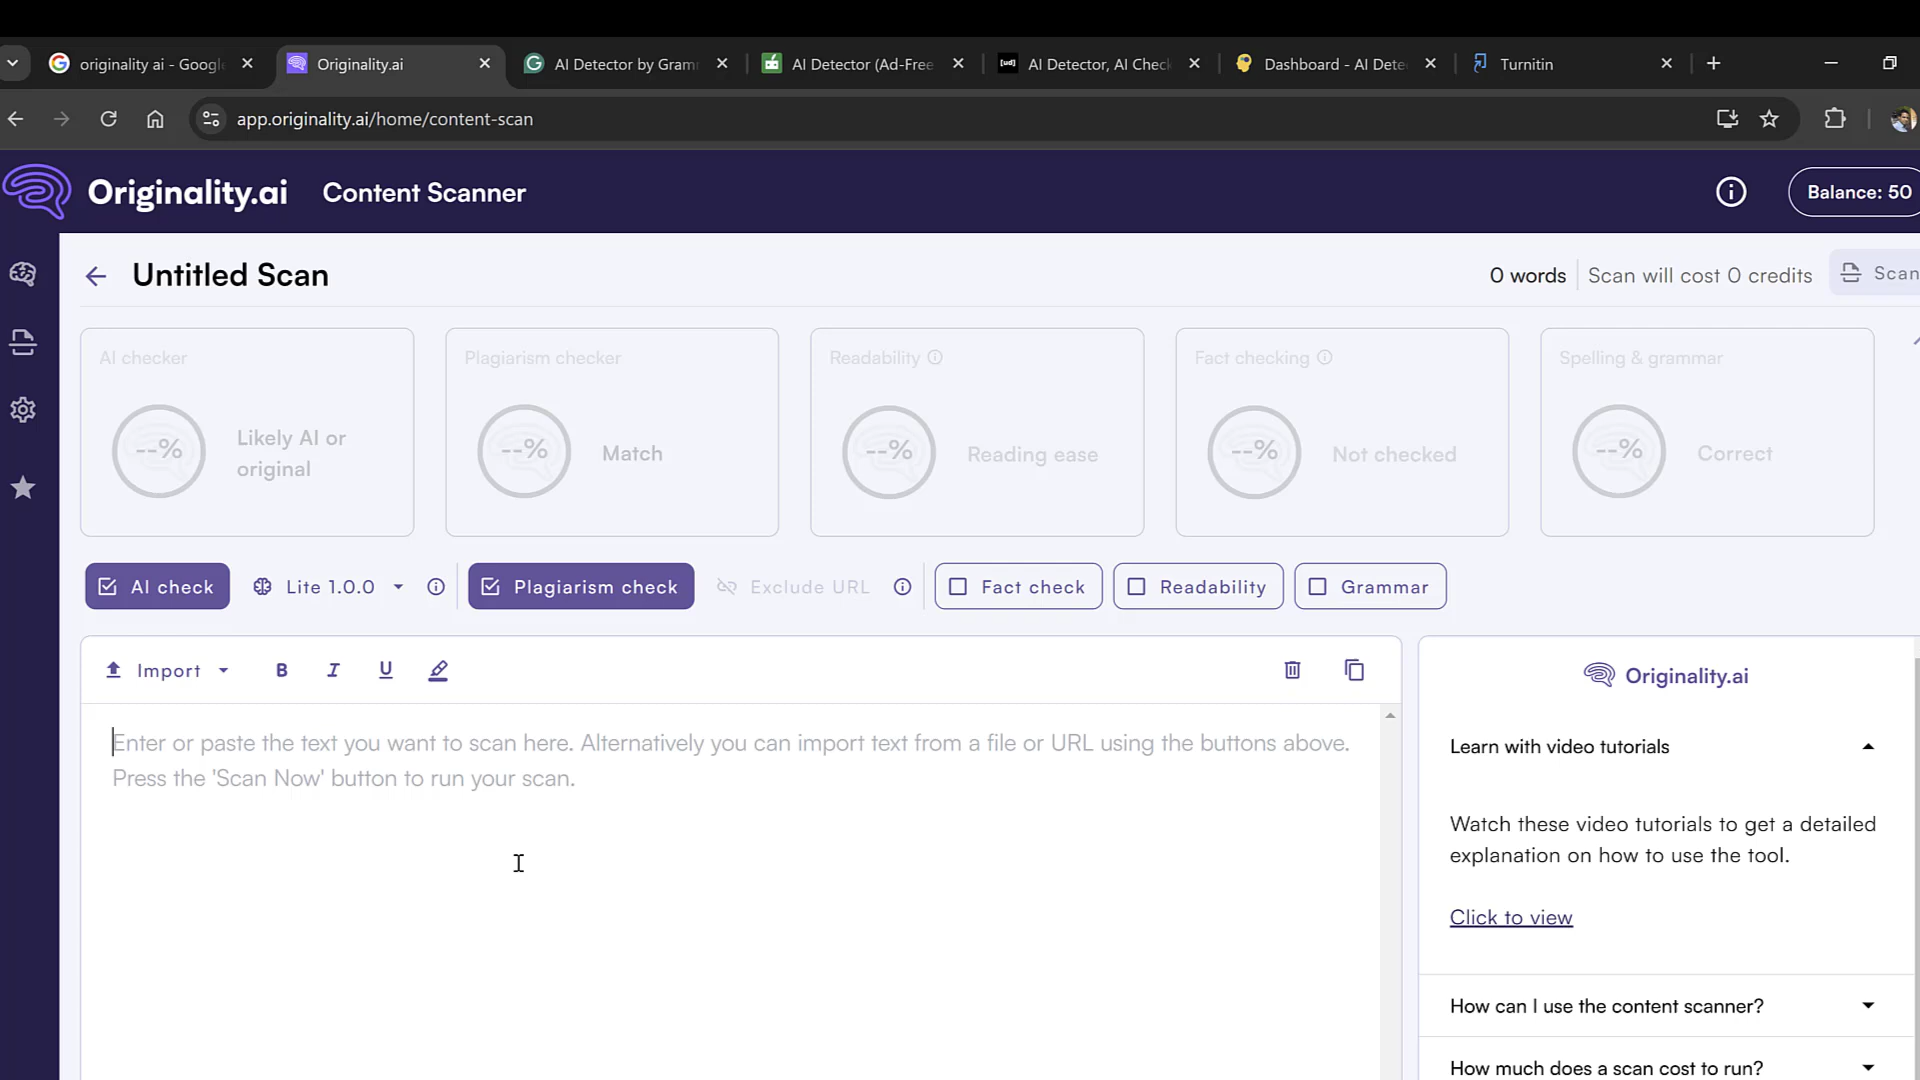 originality ai - Google
Originality.ai
AI Detector by Gramm
AI Detector (Ad-Free
[ud]
AI Detector, AI Check
Dashboard - AI Dete
Turnitin
app.originality.ai/home/content-scan
Originality.ai
Content Scanner
Balance: 50
Untitled Scan
0 words
Scan will cost 0 credits
Scan
AI checker
--%
Likely AI or
original
Plagiarism checker
--%
Match
Readability
--%
Reading ease
Fact checking
--%
Not checked
Spelling & grammar
--%
Correct
AI check
Lite 1.0.0
Plagiarism check
Exclude URL
Fact check
Readability
Grammar
Import
B
I
U
Enter or paste the text you want to scan here. Alternatively you can import text from a file or URL using the buttons above.
Press the 'Scan Now' button to run your scan.
Originality.ai
Learn with video tutorials
Watch these video tutorials to get a detailed
explanation on how to use the tool.
Click to view
How can I use the content scanner?
How much does a scan cost to run?